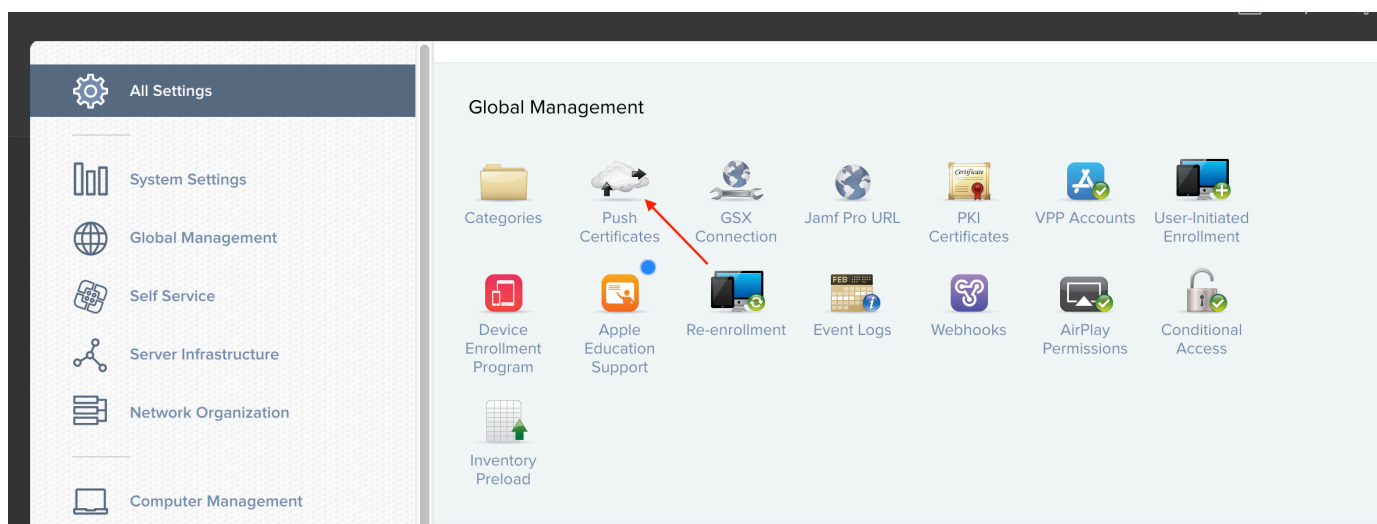 All Settings
System Settings
Global Management
Self Service
Server Infrastructure
Network Organization
Computer Management
Global Management
Categories
Push
Certificates
GSX
Connection
Jamf Pro URL
Certificate
PKI
Certificates
VPP Accounts
User-Initiated
Enrollment
Device
Enrollment
Program
Apple
Education
Support
Re-enrollment
FEB
Event Logs
Webhooks
AirPlay
Permissions
Conditional
Access
Inventory
Preload